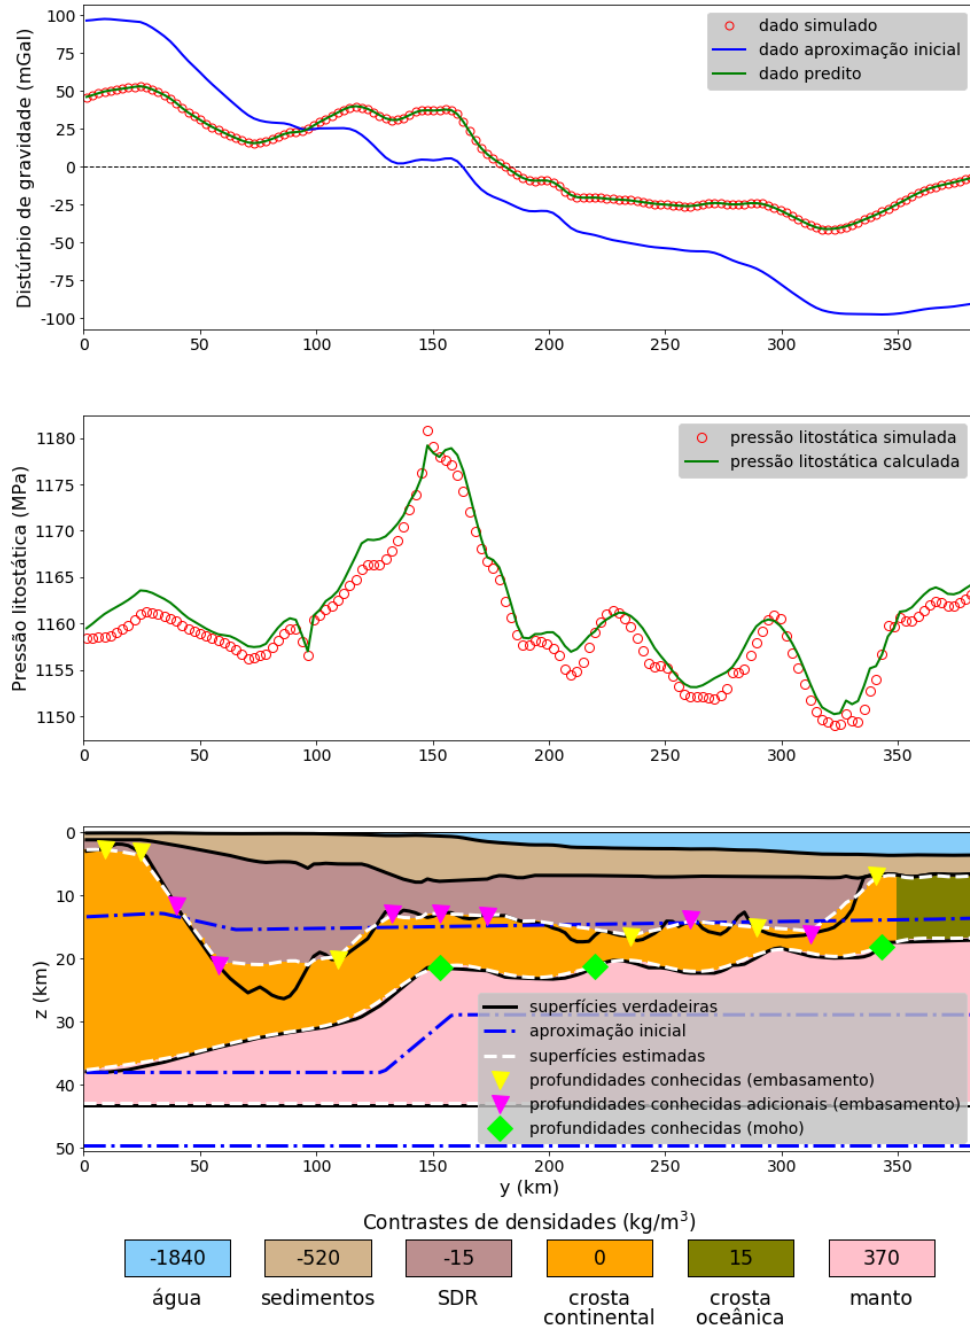 100
75
50
25
0
-25
-50
-75
-100
Distúrbio de gravidade (mGal)
dado simulado
dado aproximação inicial
dado predito
0 50 100 150 200 250 300 350
1180
1175
1170
1165
1160
1155
1150
Pressão litostática (MPa)
pressão litostática simulada
pressão litostática calculada
0 50 100 150 200 250 300 350
0
10
20
30
40
50
z (km)
superfícies verdadeiras
aproximação inicial
superfícies estimadas
profundidades conhecidas (embasamento)
profundidades conhecidas adicionais (embasamento)
profundidades conhecidas (moho)
0 50 100 150 200 250 300 350
y (km)
Contrastes de densidades (kg/m³)
-1840 -520 -15 0 15 370
água sedimentos SDR crosta crosta manto
continental oceânica